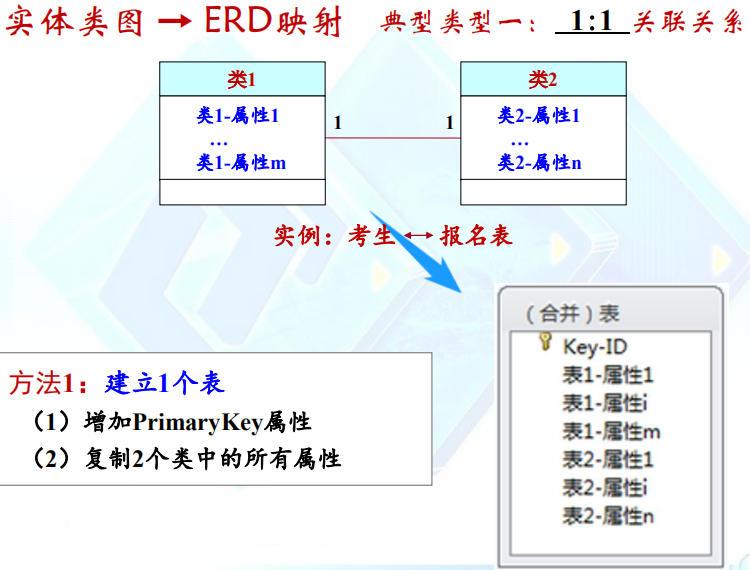 实体类图 → ERD映射 典型类型一：1:1 关联关系
类1
类1-属性1
…
类1-属性m
1
1
类2
类2-属性1
…
类2-属性n
实例：考生 ↔ 报名表
方法1：建立1个表
（1）增加PrimaryKey属性
（2）复制2个类中的所有属性
（合并）表
Key-ID
表1-属性1
表1-属性i
表1-属性m
表2-属性1
表2-属性i
表2-属性n